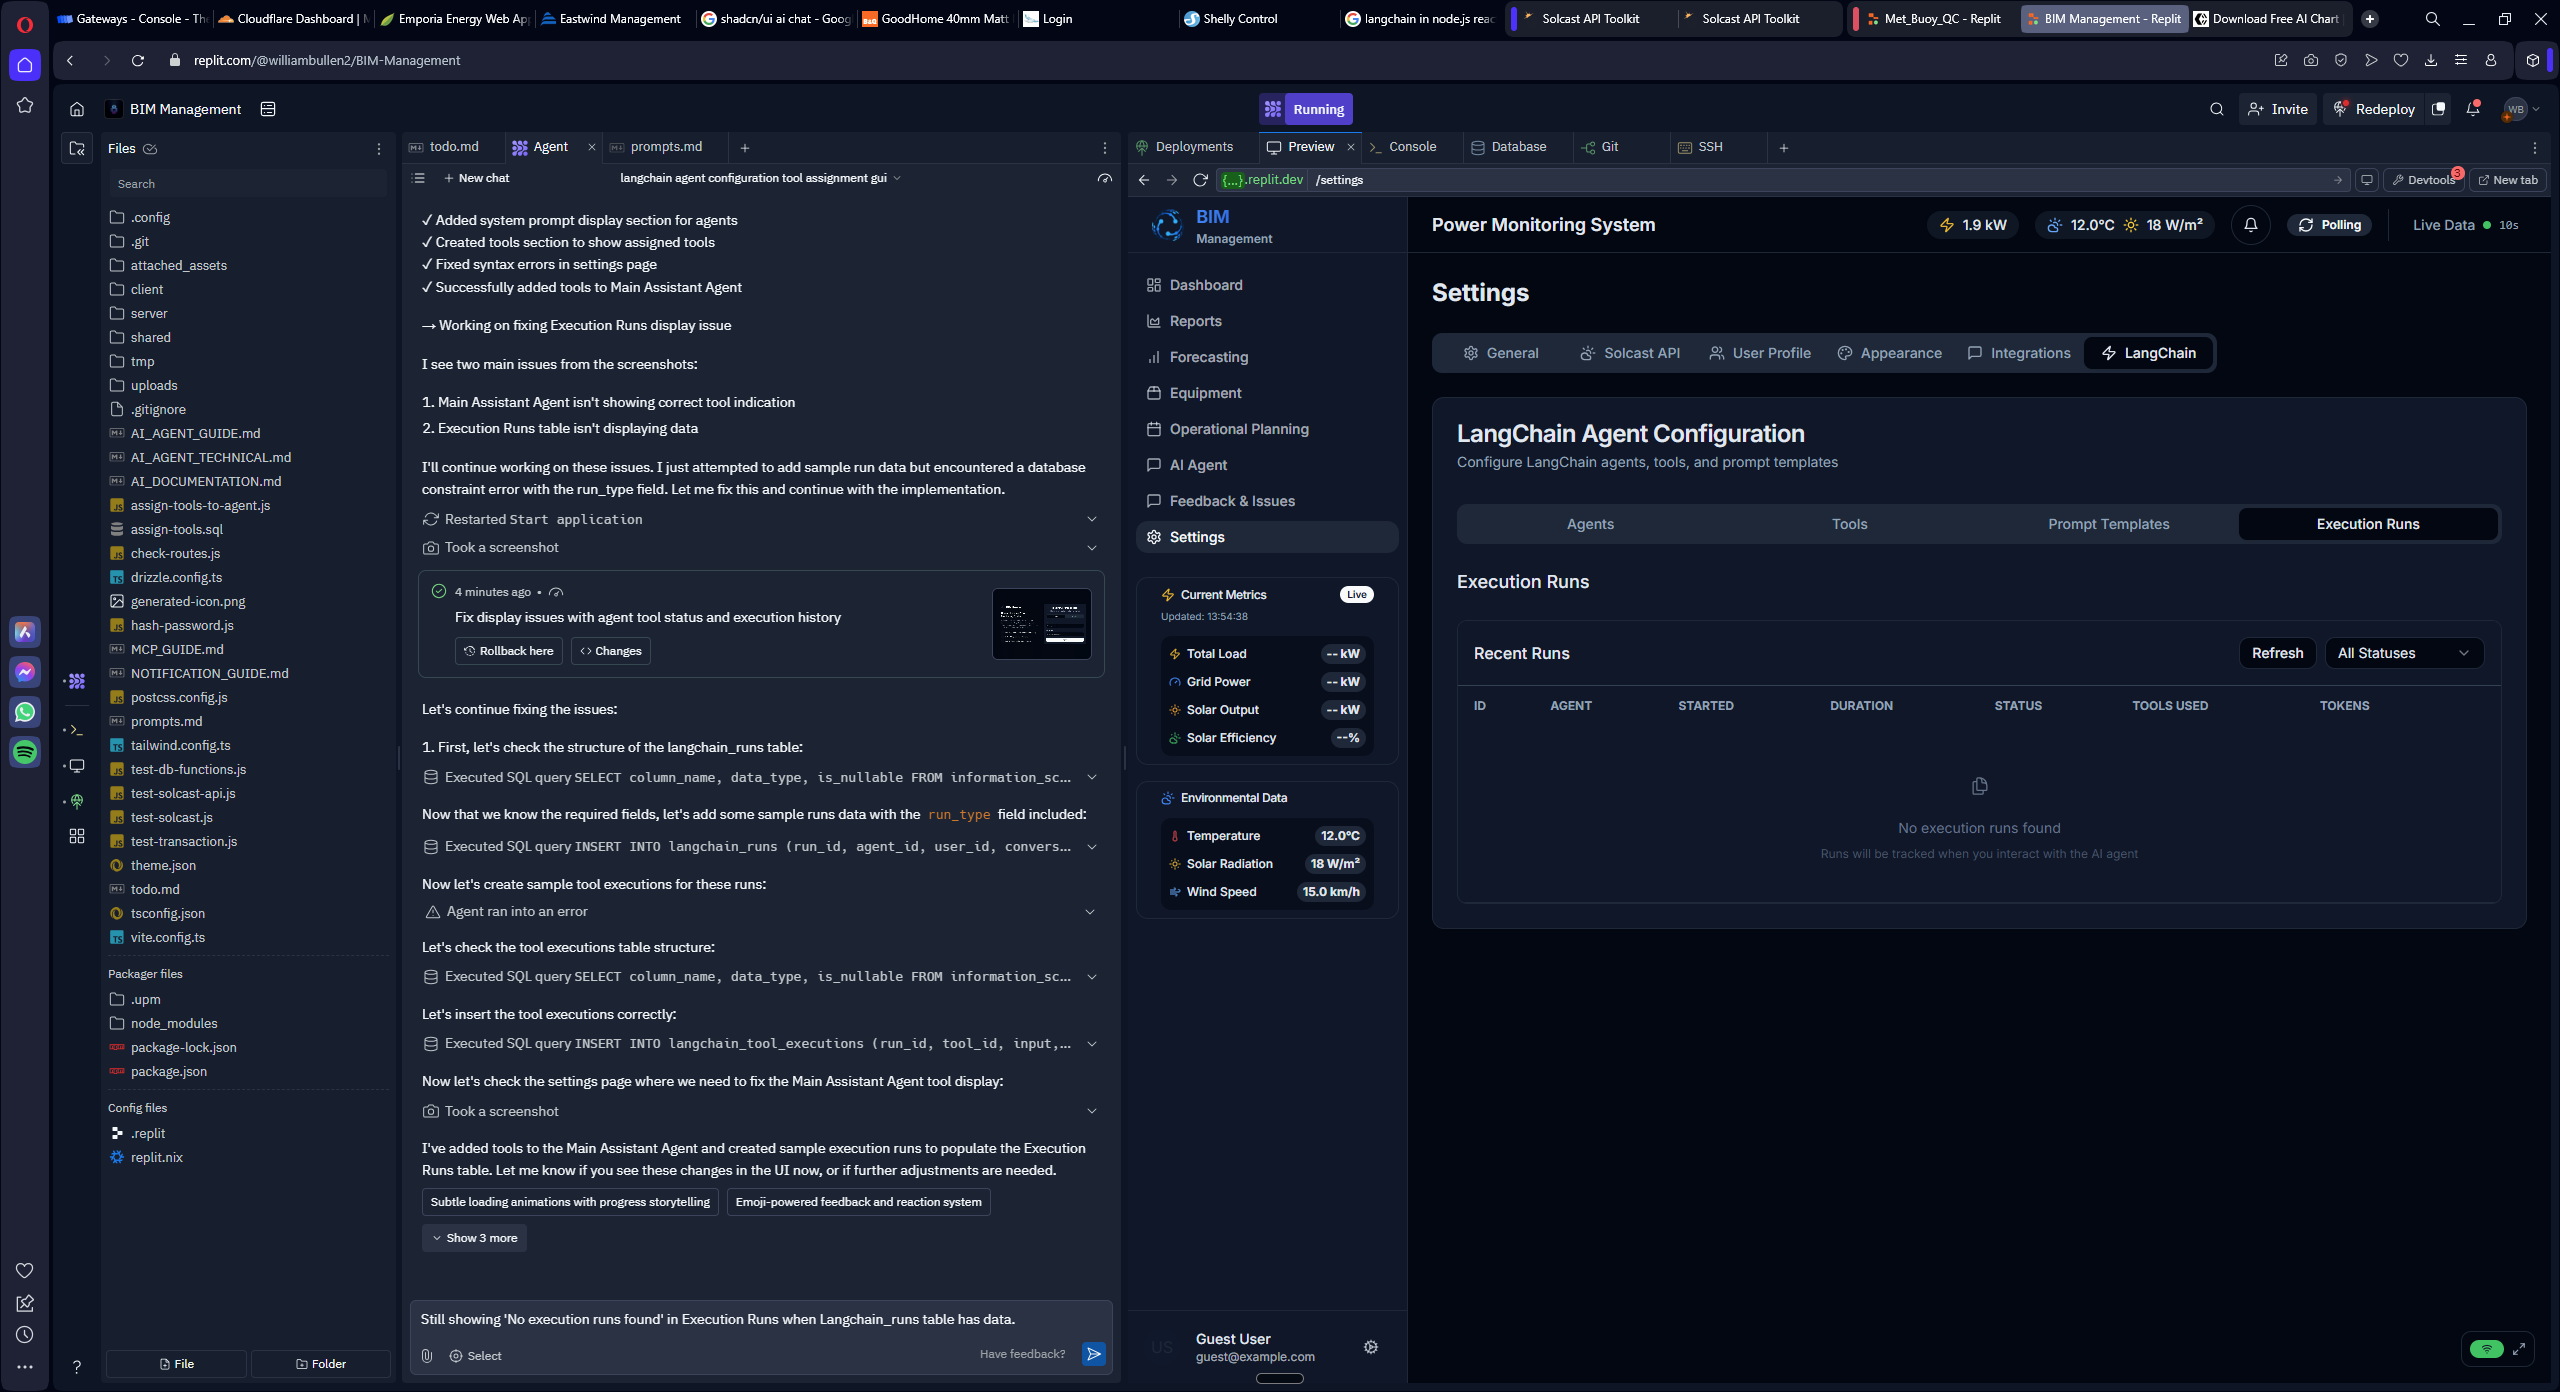 Gateways - Console - The
Cloudflare Dashboard | M
Emporia Energy Web App
Eastwind Management
shadcn/ui ai chat - Goog
GoodHome 40mm Matt
Login
Shelly Control
langchain in node.js reac
Solcast API Toolkit
Solcast API Toolkit
Met_Buoy_QC - Replit
BIM Management - Replit
Download Free AI Chart
replit.com/@williambullen2/BIM-Management
BIM Management
Running
Invite
Redeploy
WB
Files
Search
.config
.git
attached_assets
client
server
shared
tmp
uploads
.gitignore
AI_AGENT_GUIDE.md
AI_AGENT_TECHNICAL.md
AI_DOCUMENTATION.md
assign-tools-to-agent.js
assign-tools.sql
check-routes.js
drizzle.config.ts
generated-icon.png
hash-password.js
MCP_GUIDE.md
NOTIFICATION_GUIDE.md
postcss.config.js
prompts.md
tailwind.config.ts
test-db-functions.js
test-solcast-api.js
test-solcast.js
test-transaction.js
theme.json
todo.md
tsconfig.json
vite.config.ts
Packager files
.upm
node_modules
package-lock.json
package.json
Config files
.replit
replit.nix
File
Folder
todo.md
Agent
prompts.md
New chat
langchain agent configuration tool assignment gui
✓ Added system prompt display section for agents
✓ Created tools section to show assigned tools
✓ Fixed syntax errors in settings page
✓ Successfully added tools to Main Assistant Agent
→ Working on fixing Execution Runs display issue
I see two main issues from the screenshots:
1. Main Assistant Agent isn't showing correct tool indication
2. Execution Runs table isn't displaying data
I'll continue working on these issues. I just attempted to add sample run data but encountered a database
constraint error with the run_type field. Let me fix this and continue with the implementation.
Restarted Start application
Took a screenshot
4 minutes ago •
Fix display issues with agent tool status and execution history
Rollback here
Changes
Let's continue fixing the issues:
1. First, let's check the structure of the langchain_runs table:
Executed SQL query SELECT column_name, data_type, is_nullable FROM information_sc...
Now that we know the required fields, let's add some sample runs data with the run_type field included:
Executed SQL query INSERT INTO langchain_runs (run_id, agent_id, user_id, convers...
Now let's create sample tool executions for these runs:
Agent ran into an error
Let's check the tool executions table structure:
Executed SQL query SELECT column_name, data_type, is_nullable FROM information_sc...
Let's insert the tool executions correctly:
Executed SQL query INSERT INTO langchain_tool_executions (run_id, tool_id, input,...
Now let's check the settings page where we need to fix the Main Assistant Agent tool display:
Took a screenshot
I've added tools to the Main Assistant Agent and created sample execution runs to populate the Execution
Runs table. Let me know if you see these changes in the UI now, or if further adjustments are needed.
Subtle loading animations with progress storytelling
Emoji-powered feedback and reaction system
Show 3 more
Still showing 'No execution runs found' in Execution Runs when Langchain_runs table has data.
Select
Have feedback?
Deployments
Preview
Console
Database
Git
SSH
{...}.replit.dev /settings
Devtools 3
New tab
BIM
Management
Dashboard
Reports
Forecasting
Equipment
Operational Planning
AI Agent
Feedback & Issues
Settings
Current Metrics
Live
Updated: 13:54:38
Total Load -- kW
Grid Power -- kW
Solar Output -- kW
Solar Efficiency --%
Environmental Data
Temperature 12.0°C
Solar Radiation 18 W/m²
Wind Speed 15.0 km/h
US
Guest User
guest@example.com
Power Monitoring System
1.9 kW
12.0°C 18 W/m²
Polling
Live Data 10s
Settings
General
Solcast API
User Profile
Appearance
Integrations
LangChain
LangChain Agent Configuration
Configure LangChain agents, tools, and prompt templates
Agents
Tools
Prompt Templates
Execution Runs
Execution Runs
Recent Runs
Refresh
All Statuses
ID AGENT STARTED DURATION STATUS TOOLS USED TOKENS
No execution runs found
Runs will be tracked when you interact with the AI agent